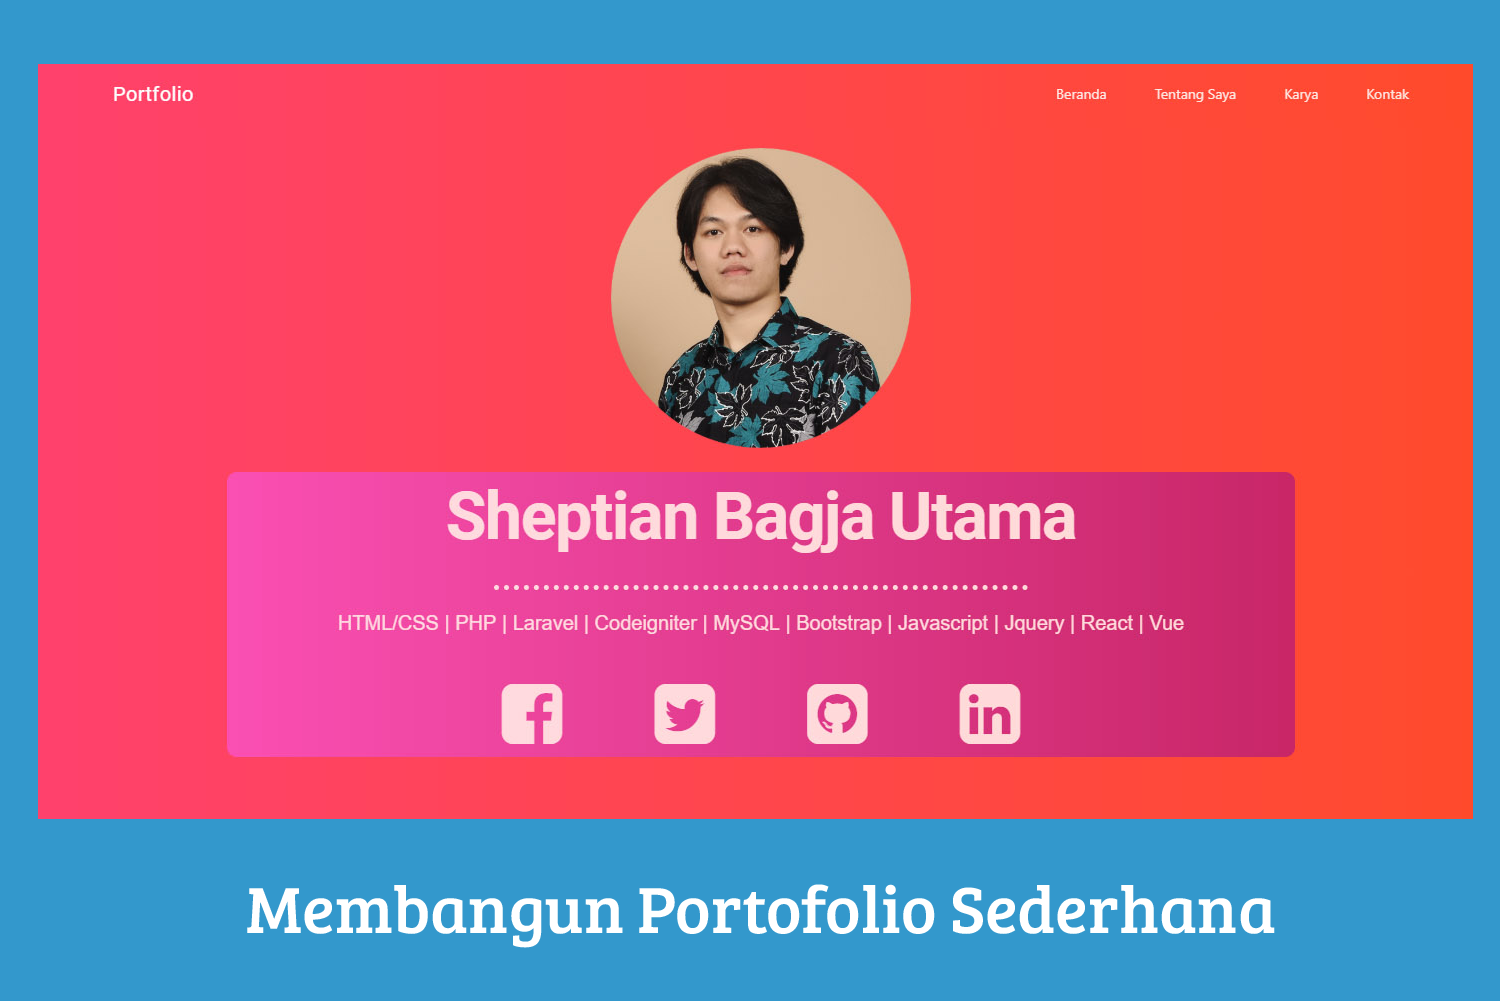 Portfolio
Beranda
Tentang Saya
Karya
Kontak
Sheptian Bagja Utama
HTML/CSS | PHP | Laravel | Codeigniter | MySQL | Bootstrap | Javascript | Jquery | React | Vue
Membangun Portofolio Sederhana